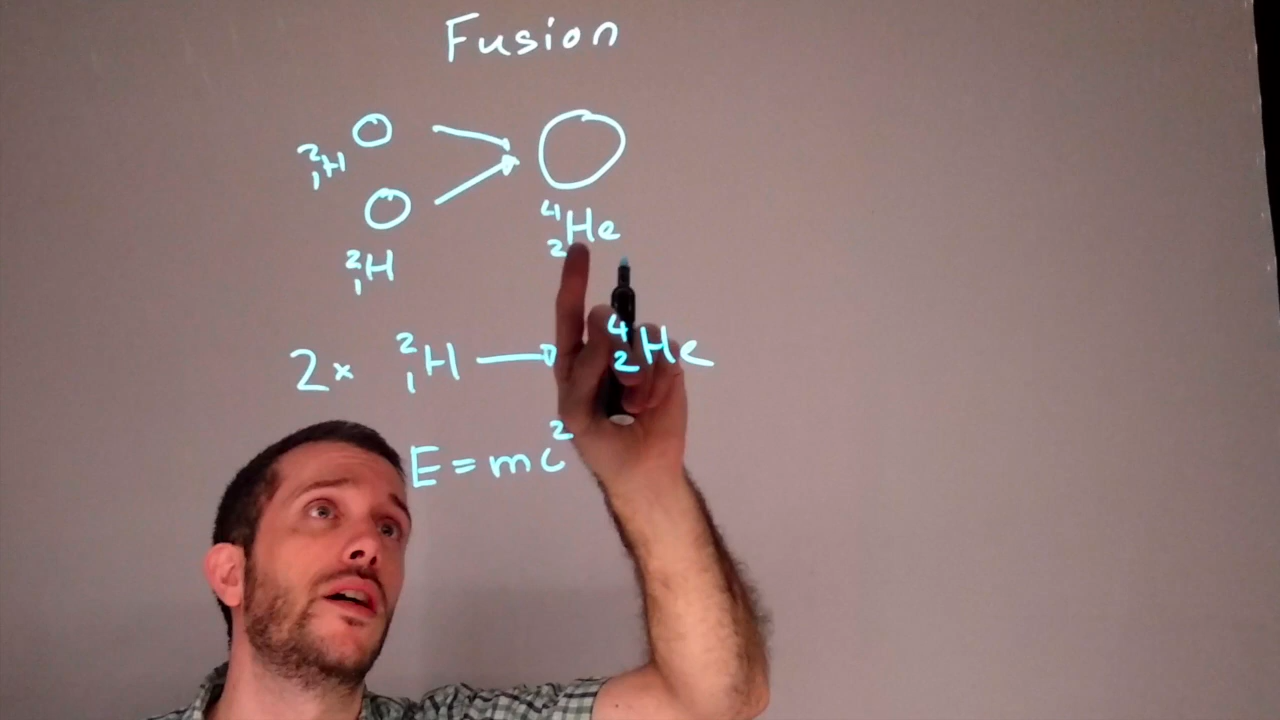 Fusion
²₁H
²₁H
⁴₂He
2 × ²₁H → ⁴₂He
E = mc²